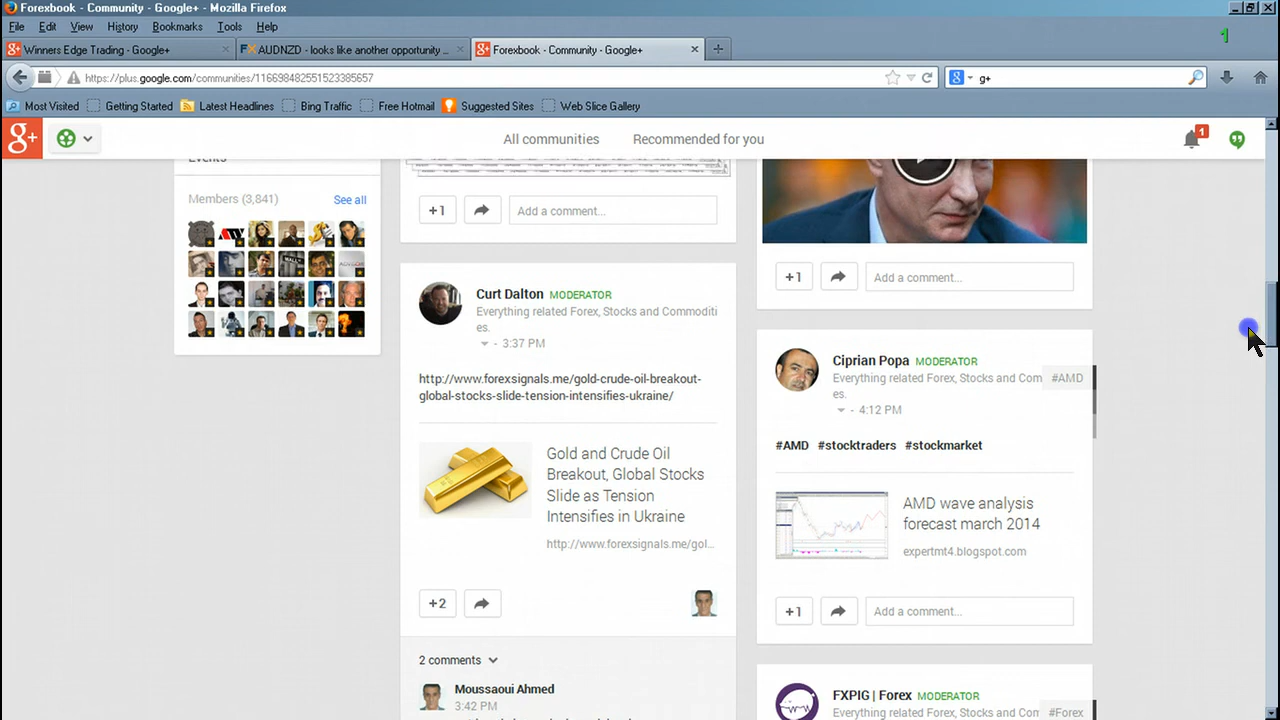 Forexbook - Community - Google+ - Mozilla Firefox
File Edit View History Bookmarks Tools Help
1
Winners Edge Trading - Google+
AUDNZD - looks like another opportunity ...
Forexbook - Community - Google+
https://plus.google.com/communities/116698482551523385657
g+
Most Visited Getting Started Latest Headlines Bing Traffic Free Hotmail Suggested Sites Web Slice Gallery
g+ All communities Recommended for you 1
Events
Members (3,841) See all
+1 Add a comment...
Curt Dalton MODERATOR
Everything related Forex, Stocks and Commoditi
es.
- 3:37 PM
http://www.forexsignals.me/gold-crude-oil-breakout-
global-stocks-slide-tension-intensifies-ukraine/
Gold and Crude Oil
Breakout, Global Stocks
Slide as Tension
Intensifies in Ukraine
http://www.forexsignals.me/gol...
+2
2 comments
Moussaoui Ahmed
3:42 PM
+1 Add a comment...
Ciprian Popa MODERATOR
Everything related Forex, Stocks and Com #AMD
es.
- 4:12 PM
#AMD #stocktraders #stockmarket
AMD wave analysis
forecast march 2014
expertmt4.blogspot.com
+1 Add a comment...
FXPIG | Forex MODERATOR
Everything related Forex, Stocks and Com #Forex